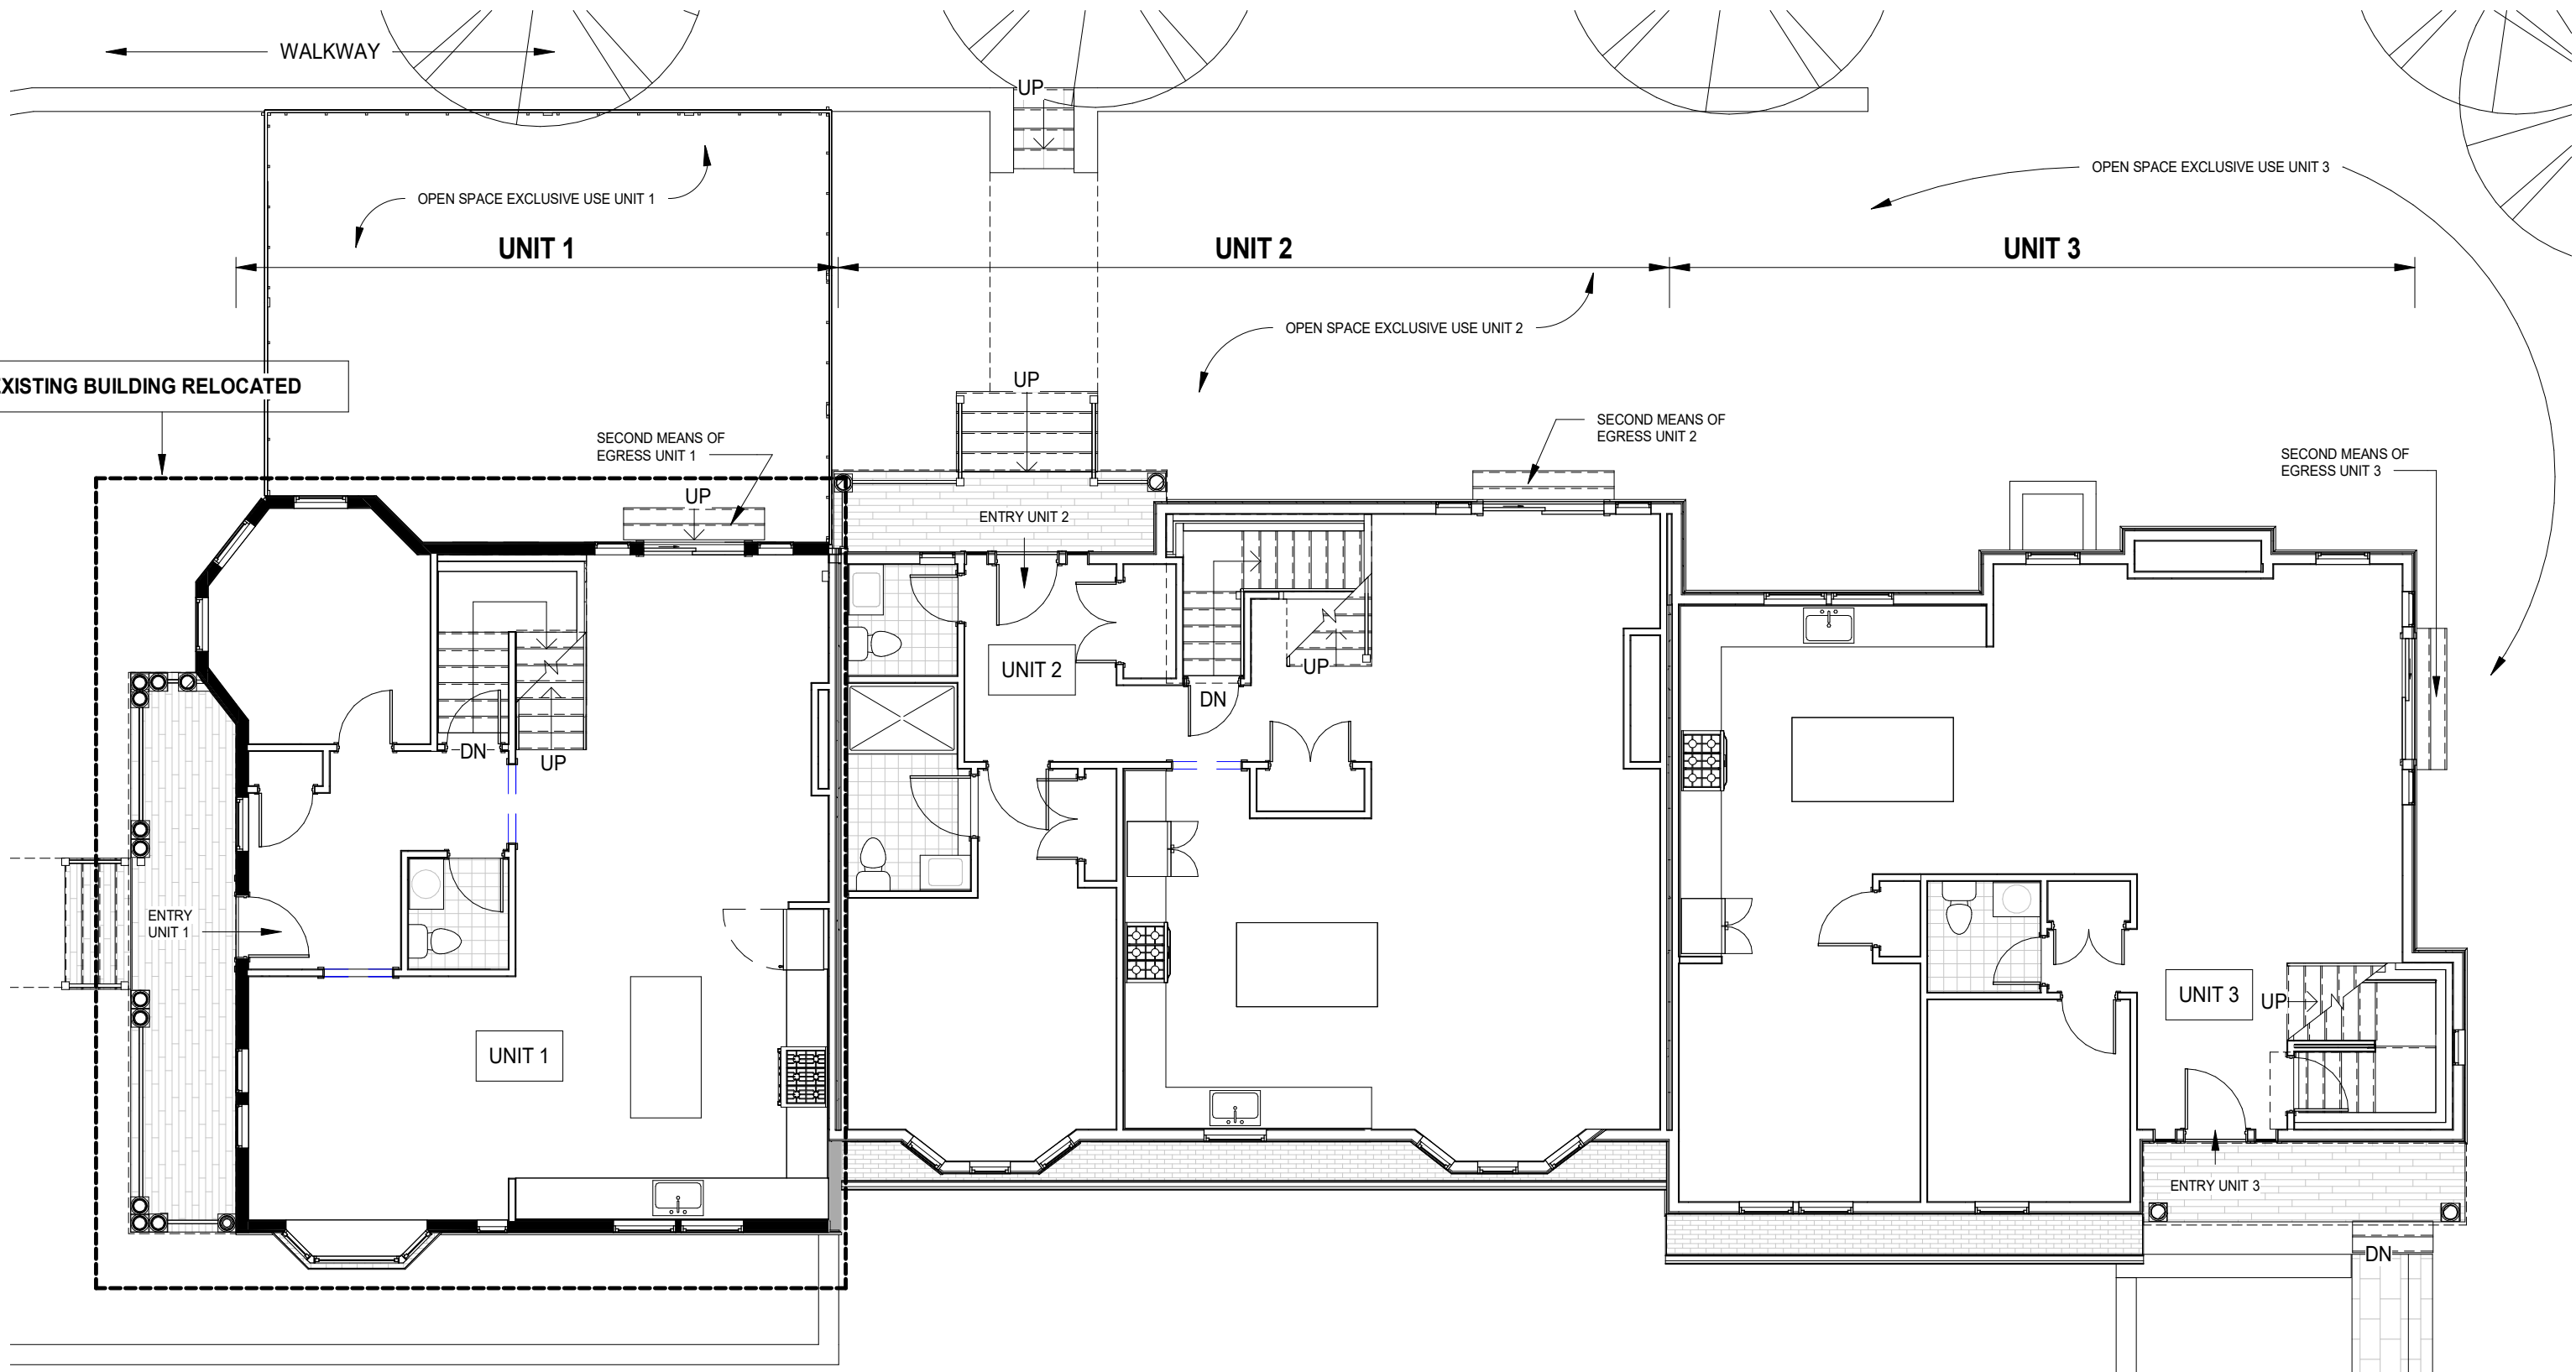 WALKWAY
UP
OPEN SPACE EXCLUSIVE USE UNIT 3
OPEN SPACE EXCLUSIVE USE UNIT 1
UNIT 1
UNIT 2
UNIT 3
OPEN SPACE EXCLUSIVE USE UNIT 2
EXISTING BUILDING RELOCATED
UP
SECOND MEANS OF
EGRESS UNIT 2
SECOND MEANS OF
EGRESS UNIT 1
SECOND MEANS OF
EGRESS UNIT 3
UP
ENTRY UNIT 2
UNIT 2
UP
DN
DN
UP
ENTRY
UNIT 1
UNIT 3
UP
UNIT 1
ENTRY UNIT 3
DN